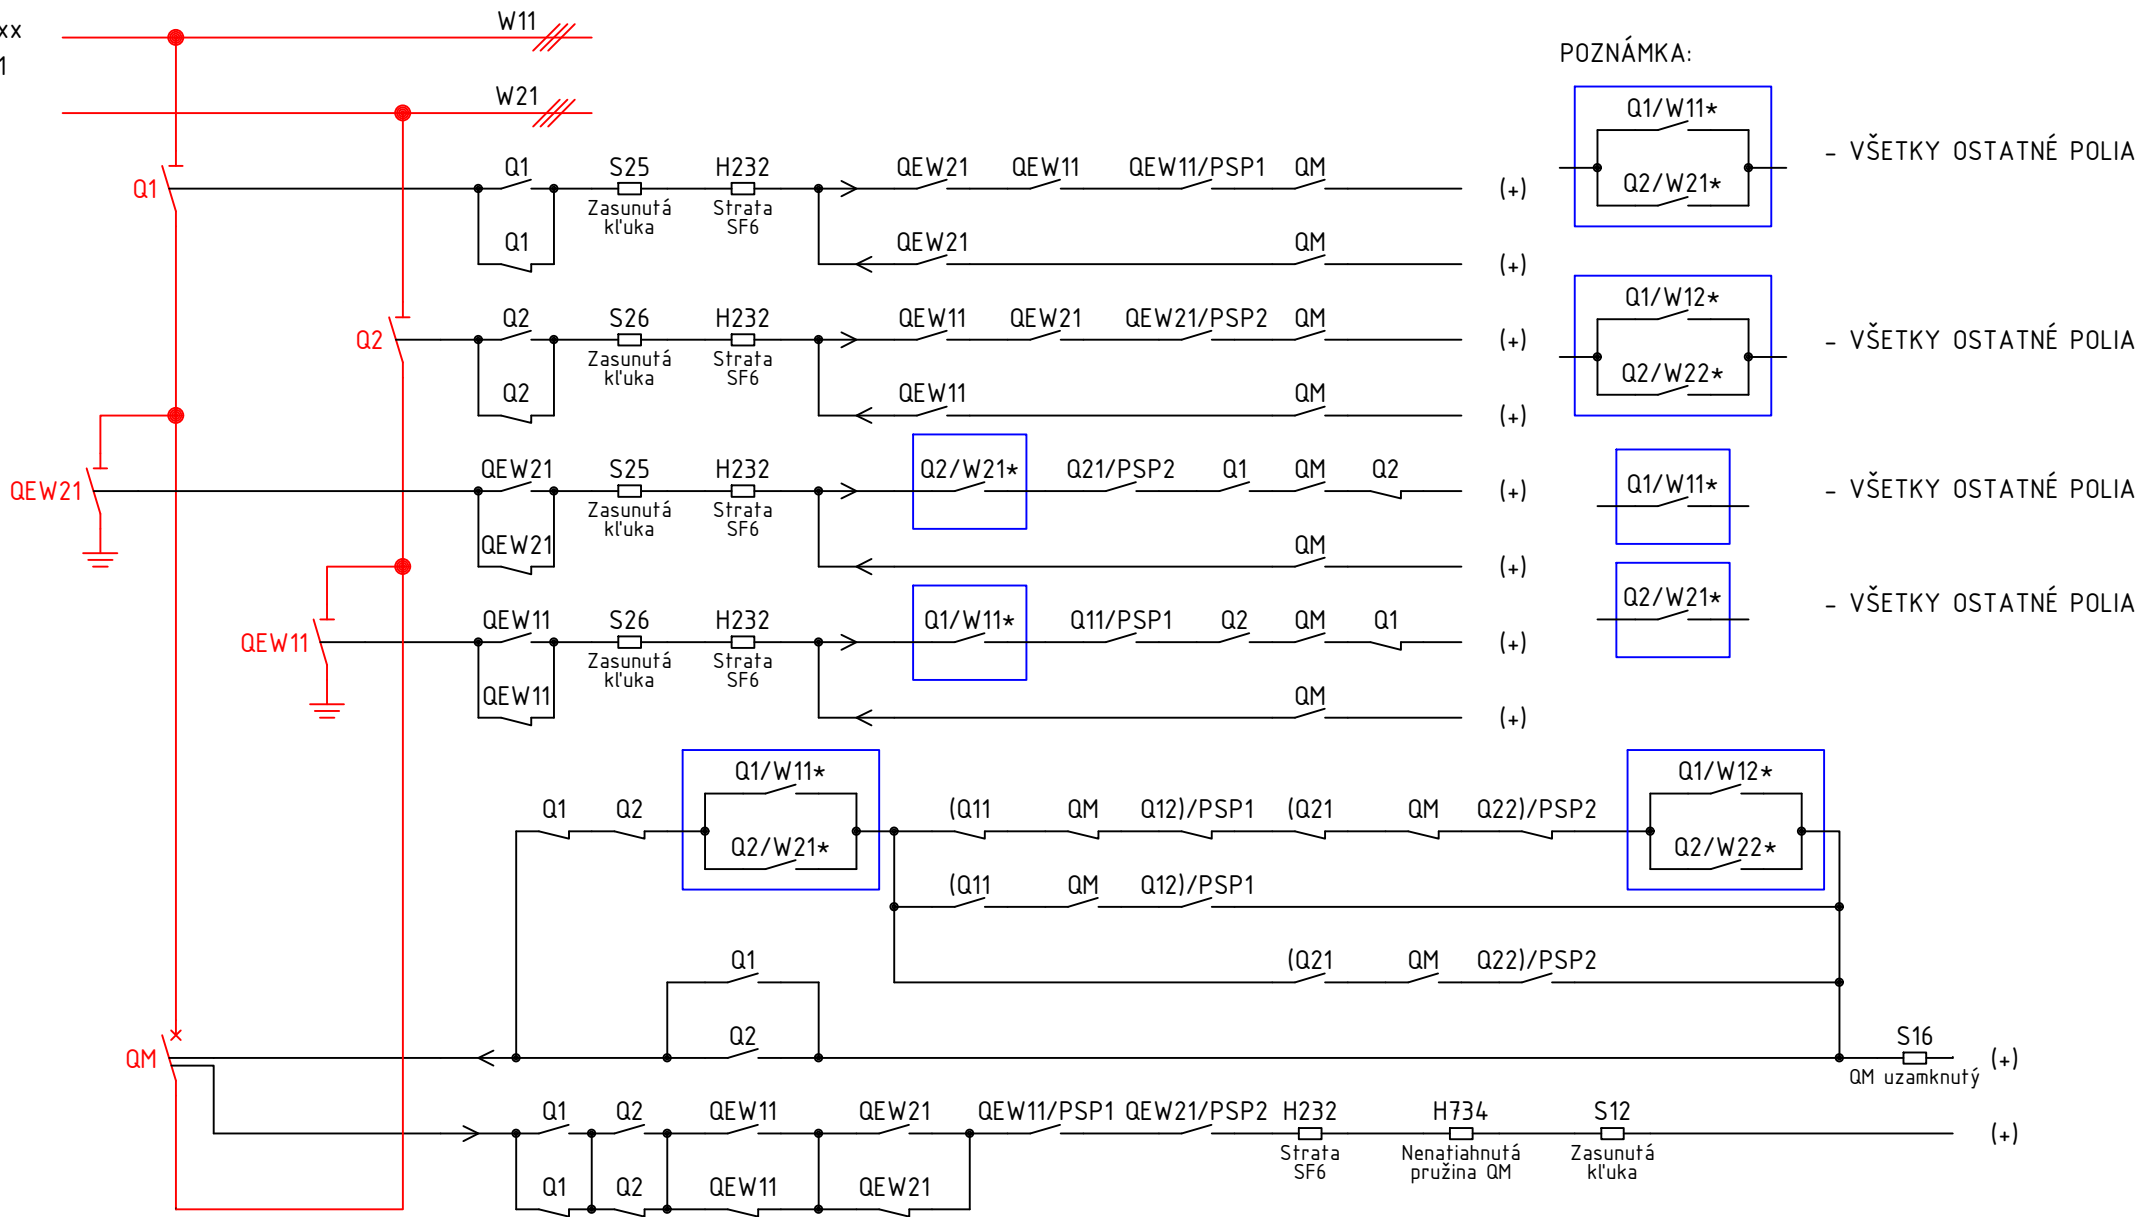 xx
1
W11
W21
POZNÁMKA:
Q1/W11*
Q2/W21*
- VŠETKY OSTATNÉ POLIA
Q1
Q1
S25
Zasunutá
kľuka
H232
Strata
SF6
QEW21
QEW11
QEW11/PSP1
QM
(+)
Q1
QEW21
QM
(+)
Q1/W12*
Q2/W22*
- VŠETKY OSTATNÉ POLIA
Q2
Q2
S26
Zasunutá
kľuka
H232
Strata
SF6
QEW11
QEW21
QEW21/PSP2
QM
(+)
Q2
QEW11
QM
(+)
QEW21
QEW21
S25
Zasunutá
kľuka
H232
Strata
SF6
Q2/W21*
Q21/PSP2
Q1
QM
Q2
(+)
Q1/W11*
- VŠETKY OSTATNÉ POLIA
QEW21
QM
(+)
QEW11
QEW11
S26
Zasunutá
kľuka
H232
Strata
SF6
Q1/W11*
Q11/PSP1
Q2
QM
Q1
(+)
Q2/W21*
- VŠETKY OSTATNÉ POLIA
QEW11
QM
(+)
Q1
Q2
Q1/W11*
Q2/W21*
(Q11
QM
Q12)/PSP1
(Q21
QM
Q22)/PSP2
Q1/W12*
Q2/W22*
(Q11
QM
Q12)/PSP1
Q1
(Q21
QM
Q22)/PSP2
QM
Q2
S16
QM uzamknutý
(+)
Q1
Q2
QEW11
QEW21
QEW11/PSP1
QEW21/PSP2
H232
Strata
SF6
H734
Nenatiahnutá
pružina QM
S12
Zasunutá
kľuka
(+)
Q1
Q2
QEW11
QEW21